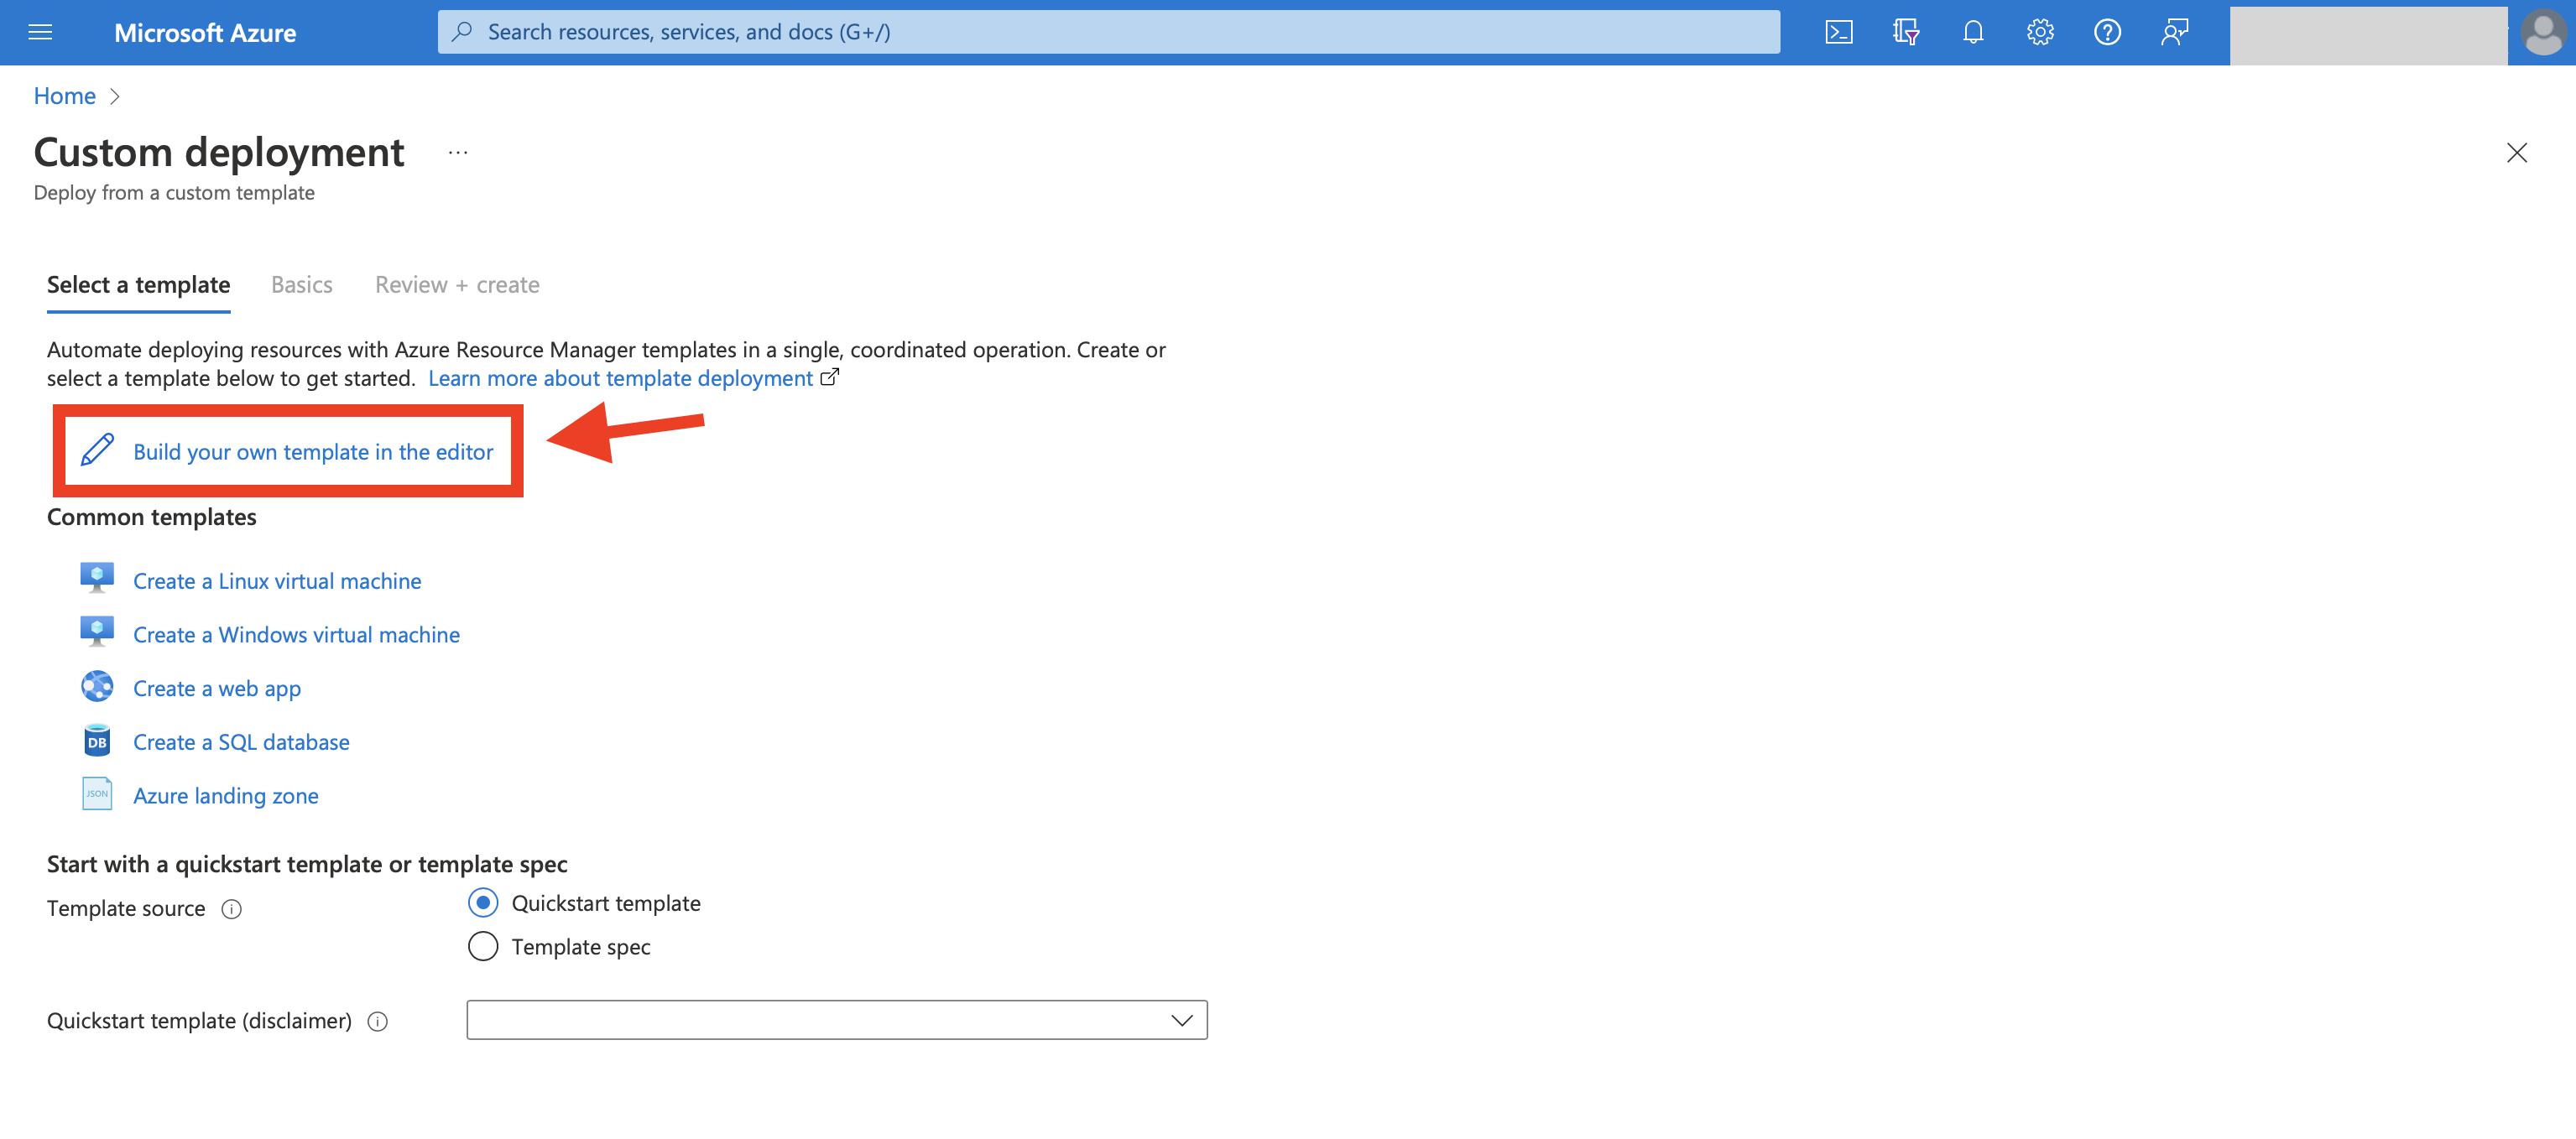 Microsoft Azure
Search resources, services, and docs (G+/)
Home
Custom deployment
...
Deploy from a custom template
Select a template
Basics
Review + create
Automate deploying resources with Azure Resource Manager templates in a single, coordinated operation. Create or
select a template below to get started. Learn more about template deployment
Build your own template in the editor
Common templates
Create a Linux virtual machine
Create a Windows virtual machine
Create a web app
DB
Create a SQL database
JSON
Azure landing zone
Start with a quickstart template or template spec
Template source
Quickstart template
Template spec
Quickstart template (disclaimer)